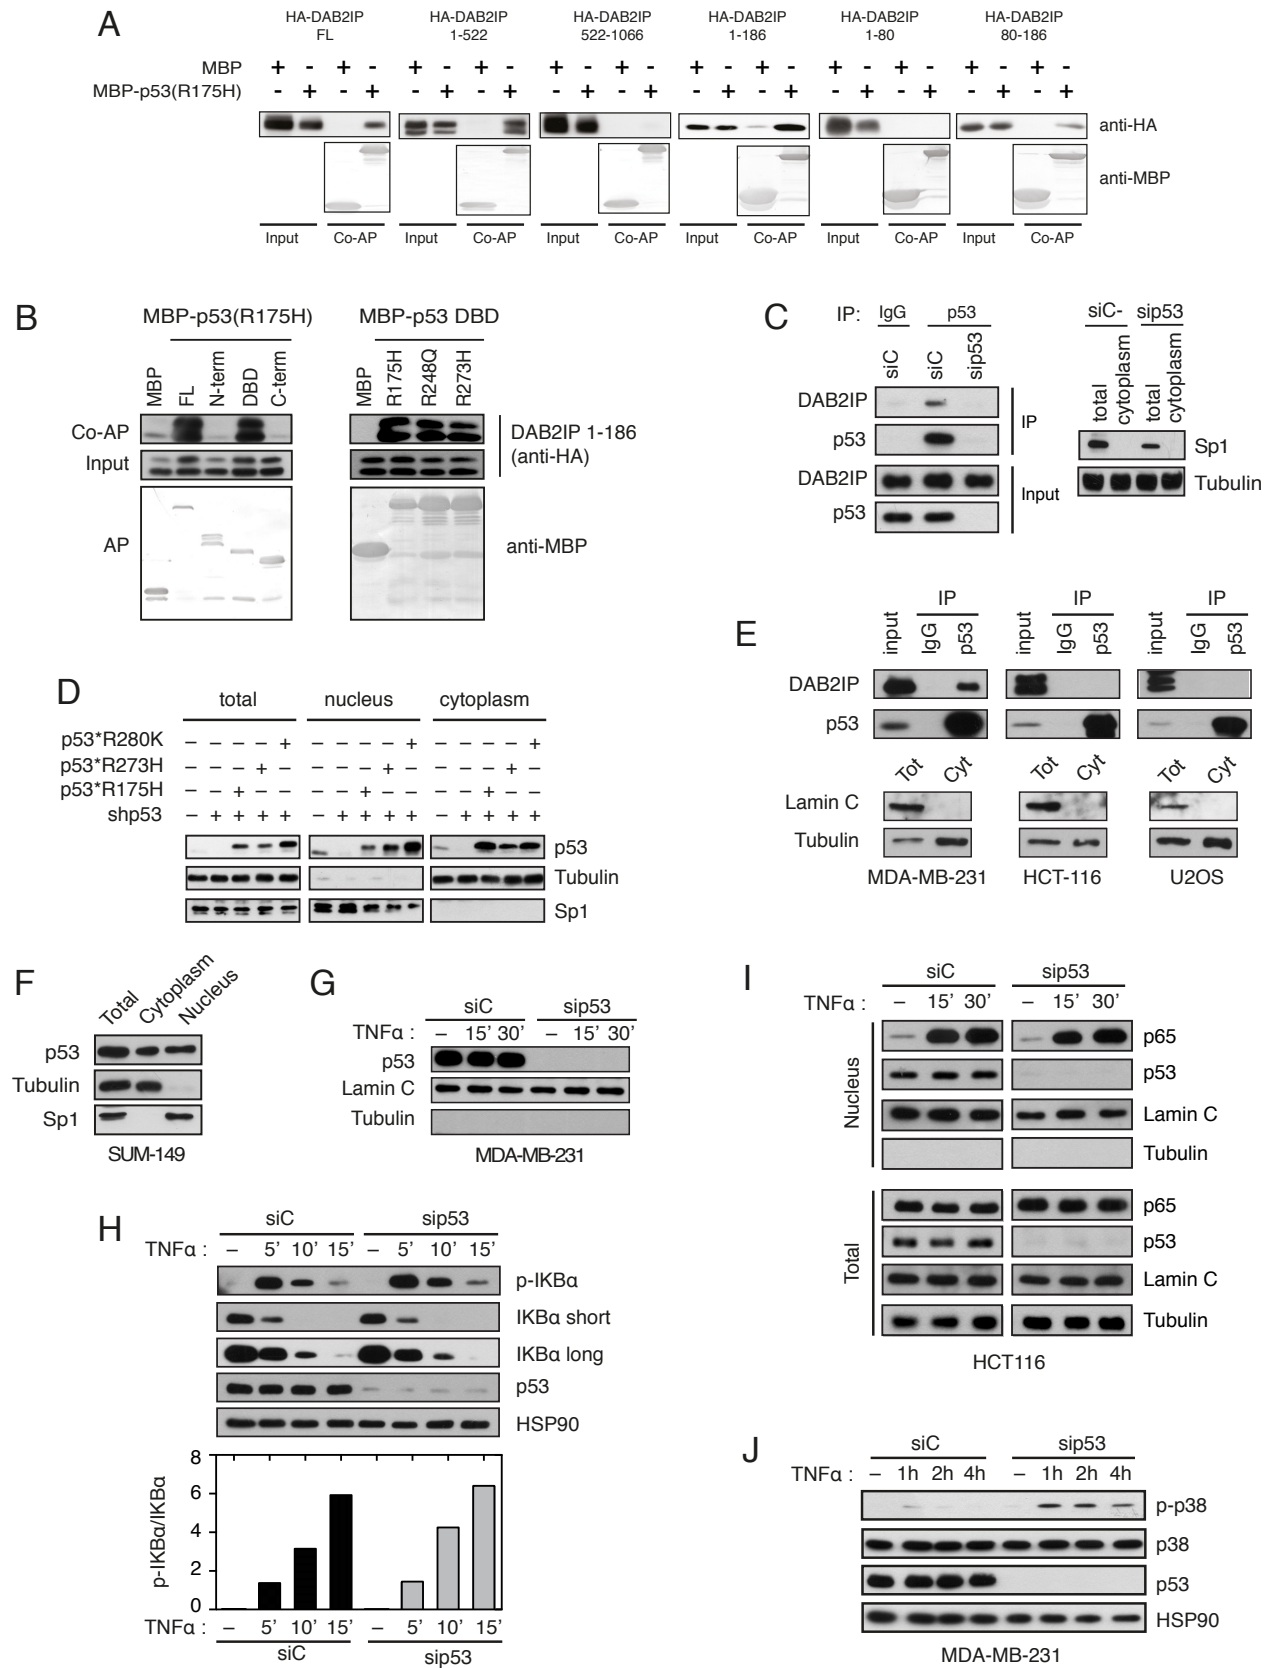 A
HA-DAB2IP FL
HA-DAB2IP 1-522
HA-DAB2IP 522-1066
HA-DAB2IP 1-186
HA-DAB2IP 1-80
HA-DAB2IP 80-186
MBP + - + - + - + - + - + - + - + - + - + - + - + -
MBP-p53(R175H) - + - + - + - + - + - + - + - + - + - + - + - +
anti-HA
anti-MBP
Input Co-AP Input Co-AP Input Co-AP Input Co-AP Input Co-AP Input Co-AP
B
MBP-p53(R175H) MBP-p53 DBD
MBP FL N-term DBD C-term MBP R175H R248Q R273H
Co-AP
Input
DAB2IP 1-186 (anti-HA)
AP
anti-MBP
C
IP: IgG p53
siC siC sip53
DAB2IP
p53
IP
DAB2IP
p53
Input
siC- sip53
total cytoplasm total cytoplasm
Sp1
Tubulin
D
total nucleus cytoplasm
p53*R280K – – – – + – – – – + – – – – +
p53*R273H – – – + – – – – + – – – – + –
p53*R175H – – + – – – – + – – – – + – –
shp53 – + + + + – + + + + – + + + +
p53
Tubulin
Sp1
E
IP IP IP
input IgG p53 input IgG p53 input IgG p53
DAB2IP
p53
Tot Cyt Tot Cyt Tot Cyt
Lamin C
Tubulin
MDA-MB-231 HCT-116 U2OS
F
Total Cytoplasm Nucleus
p53
Tubulin
Sp1
SUM-149
G
siC sip53
TNFα : – 15’ 30’ – 15’ 30’
p53
Lamin C
Tubulin
MDA-MB-231
H
siC sip53
TNFα : – 5’ 10’ 15’ – 5’ 10’ 15’
p-IKBα
IKBα short
IKBα long
p53
HSP90
p-IKBα/IKBα
8
6
4
2
0
TNFα : – 5’ 10’ 15’ – 5’ 10’ 15’
siC sip53
I
siC sip53
TNFα : – 15’ 30’ – 15’ 30’
Nucleus
p65
p53
Lamin C
Tubulin
Total
p65
p53
Lamin C
Tubulin
HCT116
J
siC sip53
TNFα : – 1h 2h 4h – 1h 2h 4h
p-p38
p38
p53
HSP90
MDA-MB-231